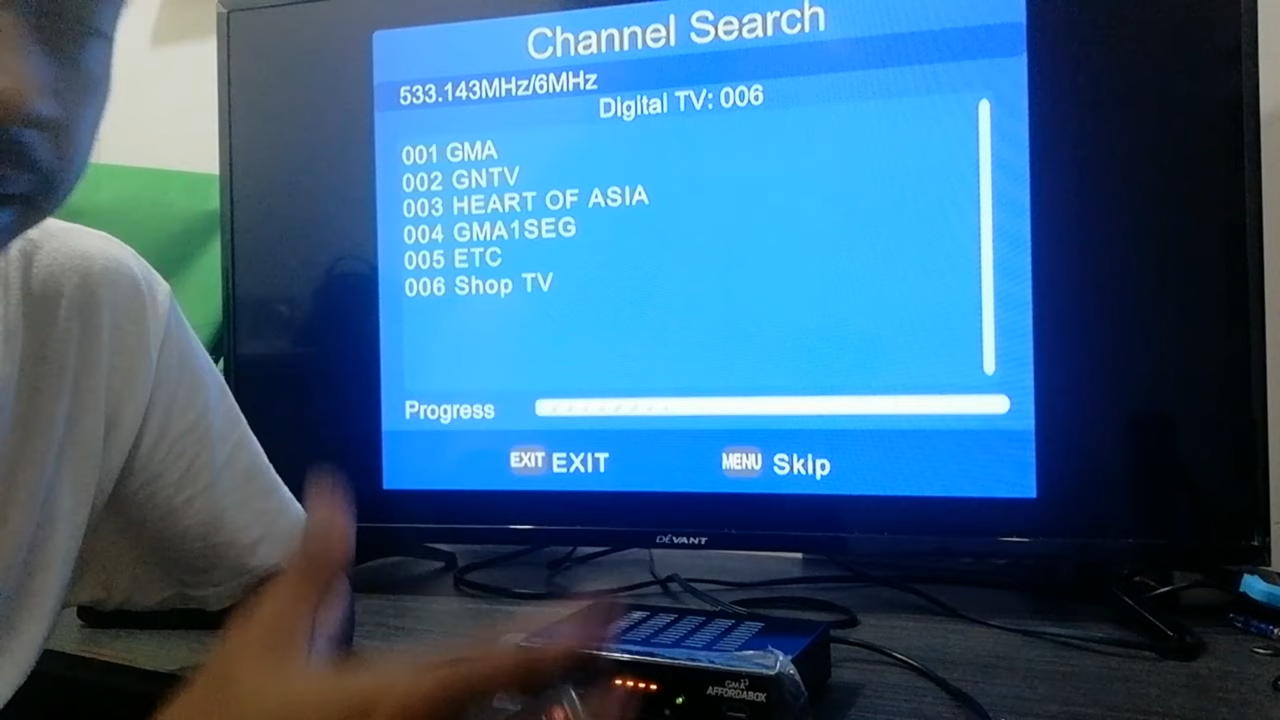 Channel Search
533.143MHz/6MHz
Digital TV: 006
001 GMA
002 GNTV
003 HEART OF ASIA
004 GMA1SEG
005 ETC
006 Shop TV
Progress
EXIT EXIT
MENU Skip
DEVANT
GMA
AFFORDABOX